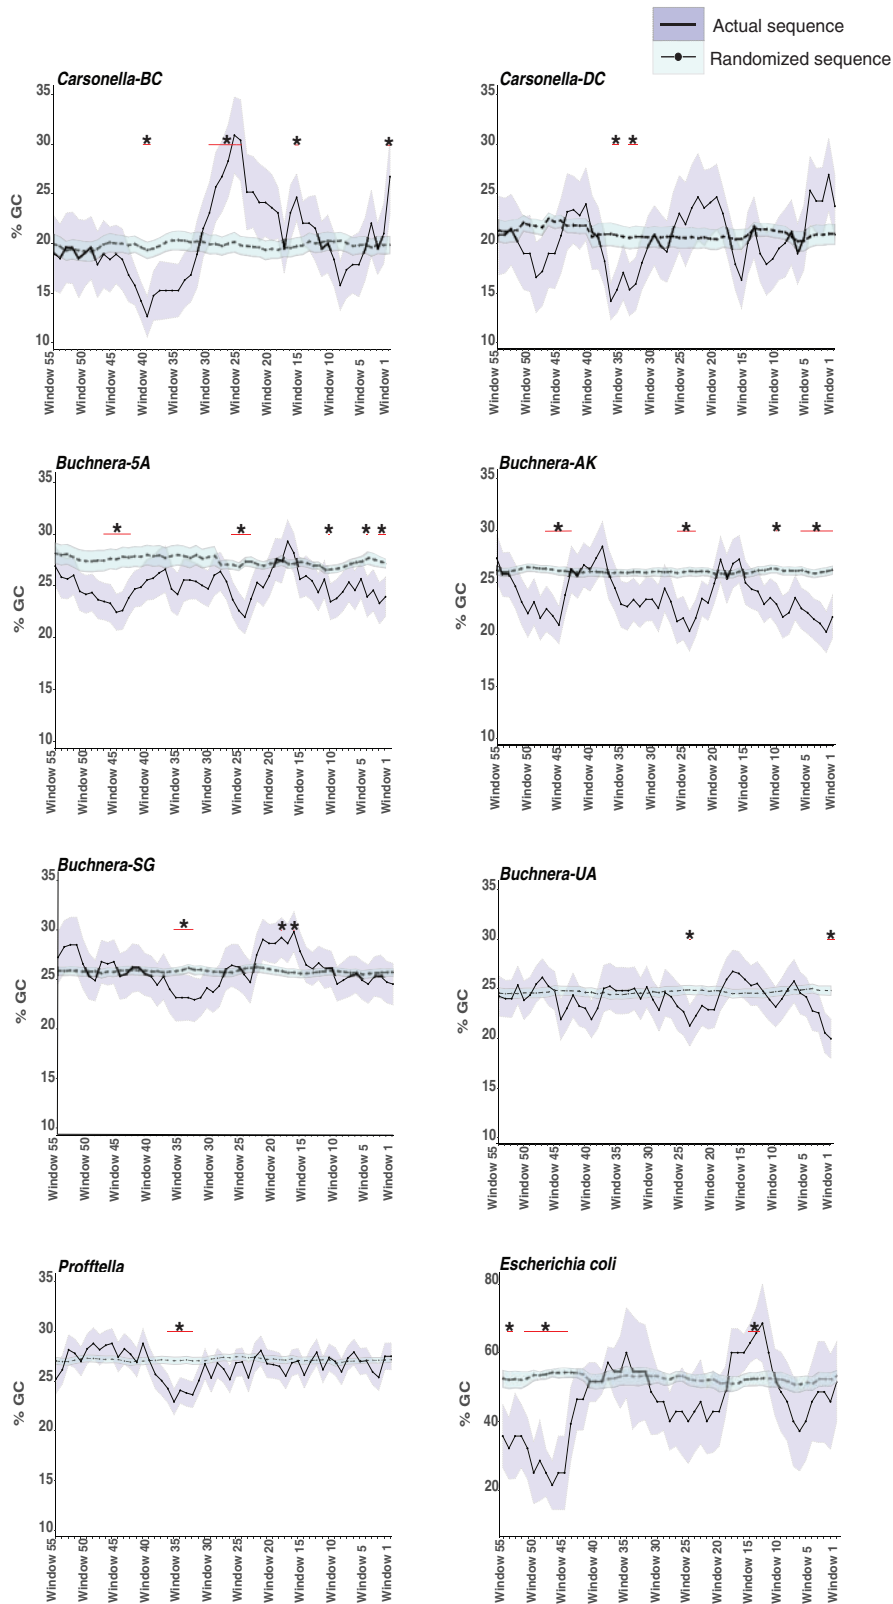 Actual sequence
Randomized sequence
Carsonella-BC
35
30
25
20
15
10
% GC
Window 55
Window 50
Window 45
Window 40
Window 35
Window 30
Window 25
Window 20
Window 15
Window 10
Window 5
Window 1
* * * *
Carsonella-DC
35
30
25
20
15
10
Window 55
Window 50
Window 45
Window 40
Window 35
Window 30
Window 25
Window 20
Window 15
Window 10
Window 5
Window 1
* *
Buchnera-5A
35
30
25
20
15
10
% GC
Window 55
Window 50
Window 45
Window 40
Window 35
Window 30
Window 25
Window 20
Window 15
Window 10
Window 5
Window 1
* * * * *
Buchnera-AK
35
30
25
20
15
10
% GC
Window 55
Window 50
Window 45
Window 40
Window 35
Window 30
Window 25
Window 20
Window 15
Window 10
Window 5
Window 1
* * * *
Buchnera-SG
35
30
25
20
15
10
% GC
Window 55
Window 50
Window 45
Window 40
Window 35
Window 30
Window 25
Window 20
Window 15
Window 10
Window 5
Window 1
* * *
Buchnera-UA
35
30
25
20
15
10
% GC
Window 55
Window 50
Window 45
Window 40
Window 35
Window 30
Window 25
Window 20
Window 15
Window 10
Window 5
Window 1
* *
Profftella
35
30
25
20
15
10
% GC
Window 55
Window 50
Window 45
Window 40
Window 35
Window 30
Window 25
Window 20
Window 15
Window 10
Window 5
Window 1
*
Escherichia coli
80
60
40
20
% GC
Window 55
Window 50
Window 45
Window 40
Window 35
Window 30
Window 25
Window 20
Window 15
Window 10
Window 5
Window 1
* * *